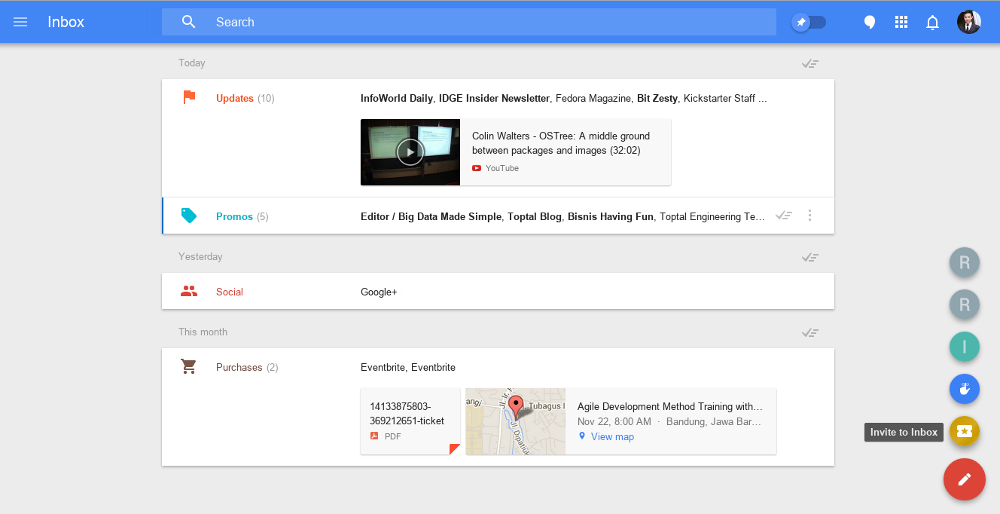 Inbox
Search
Today
Updates (10)
InfoWorld Daily, IDGE Insider Newsletter, Fedora Magazine, Bit Zesty, Kickstarter Staff ...
Colin Walters - OSTree: A middle ground
between packages and images (32:02)
YouTube
Promos (5)
Editor / Big Data Made Simple, Toptal Blog, Bisnis Having Fun, Toptal Engineering Te…
Yesterday
Social
Google+
This month
Purchases (2)
Eventbrite, Eventbrite
14133875803-
369212651-ticket
PDF
Tubagus I
Agile Development Method Training with…
Nov 22, 8:00 AM · Bandung, Jawa Bar…
View map
R
R
I
Invite to Inbox